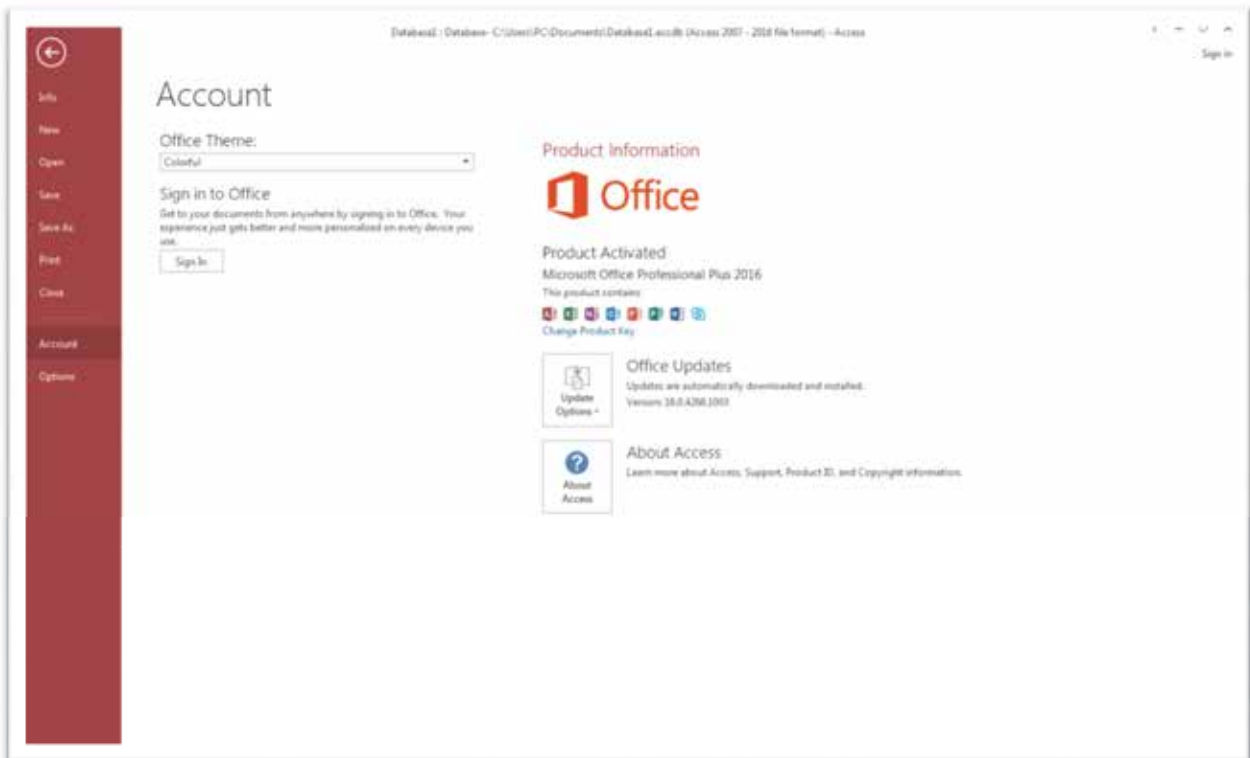 Database1 : Database- C:\Users\PC\Documents\Database1.accdb (Access 2007 - 2016 file format) - Access
Sign in
Info
New
Open
Save
Save As
Print
Close
Account
Options
Account
Office Theme:
Colorful
Sign in to Office
Get to your documents from anywhere by signing in to Office. Your
experience just gets better and more personalized on every device you
use.
Sign In
Product Information
Office
Product Activated
Microsoft Office Professional Plus 2016
This product contains
Change Product Key
Update
Options
Office Updates
Updates are automatically downloaded and installed.
Version: 16.0.4266.1003
About
Access
About Access
Learn more about Access, Support, Product ID, and Copyright information.